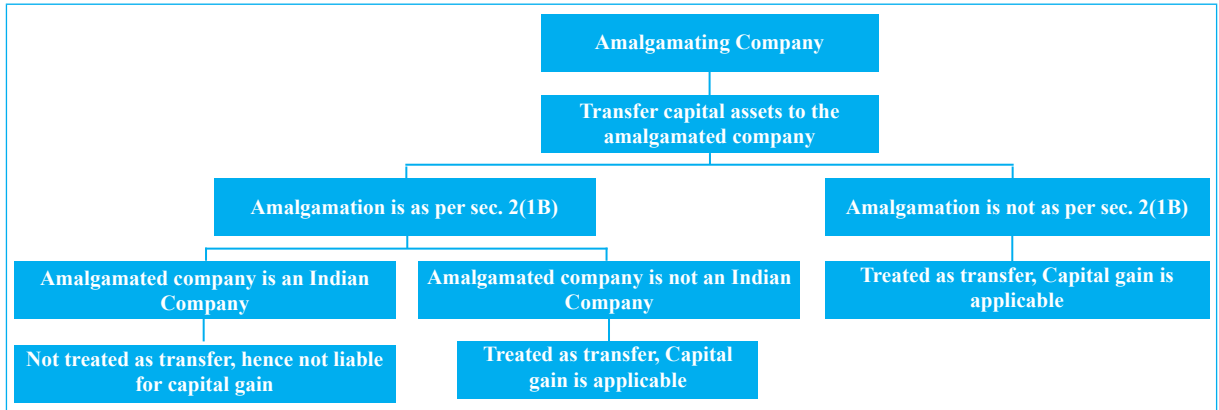 Amalgamating Company
Transfer capital assets to the
amalgamated company
Amalgamation is as per sec. 2(1B)
Amalgamation is not as per sec. 2(1B)
Amalgamated company is an Indian
Company
Amalgamated company is not an Indian
Company
Treated as transfer, Capital gain is
applicable
Not treated as transfer, hence not liable
for capital gain
Treated as transfer, Capital
gain is applicable